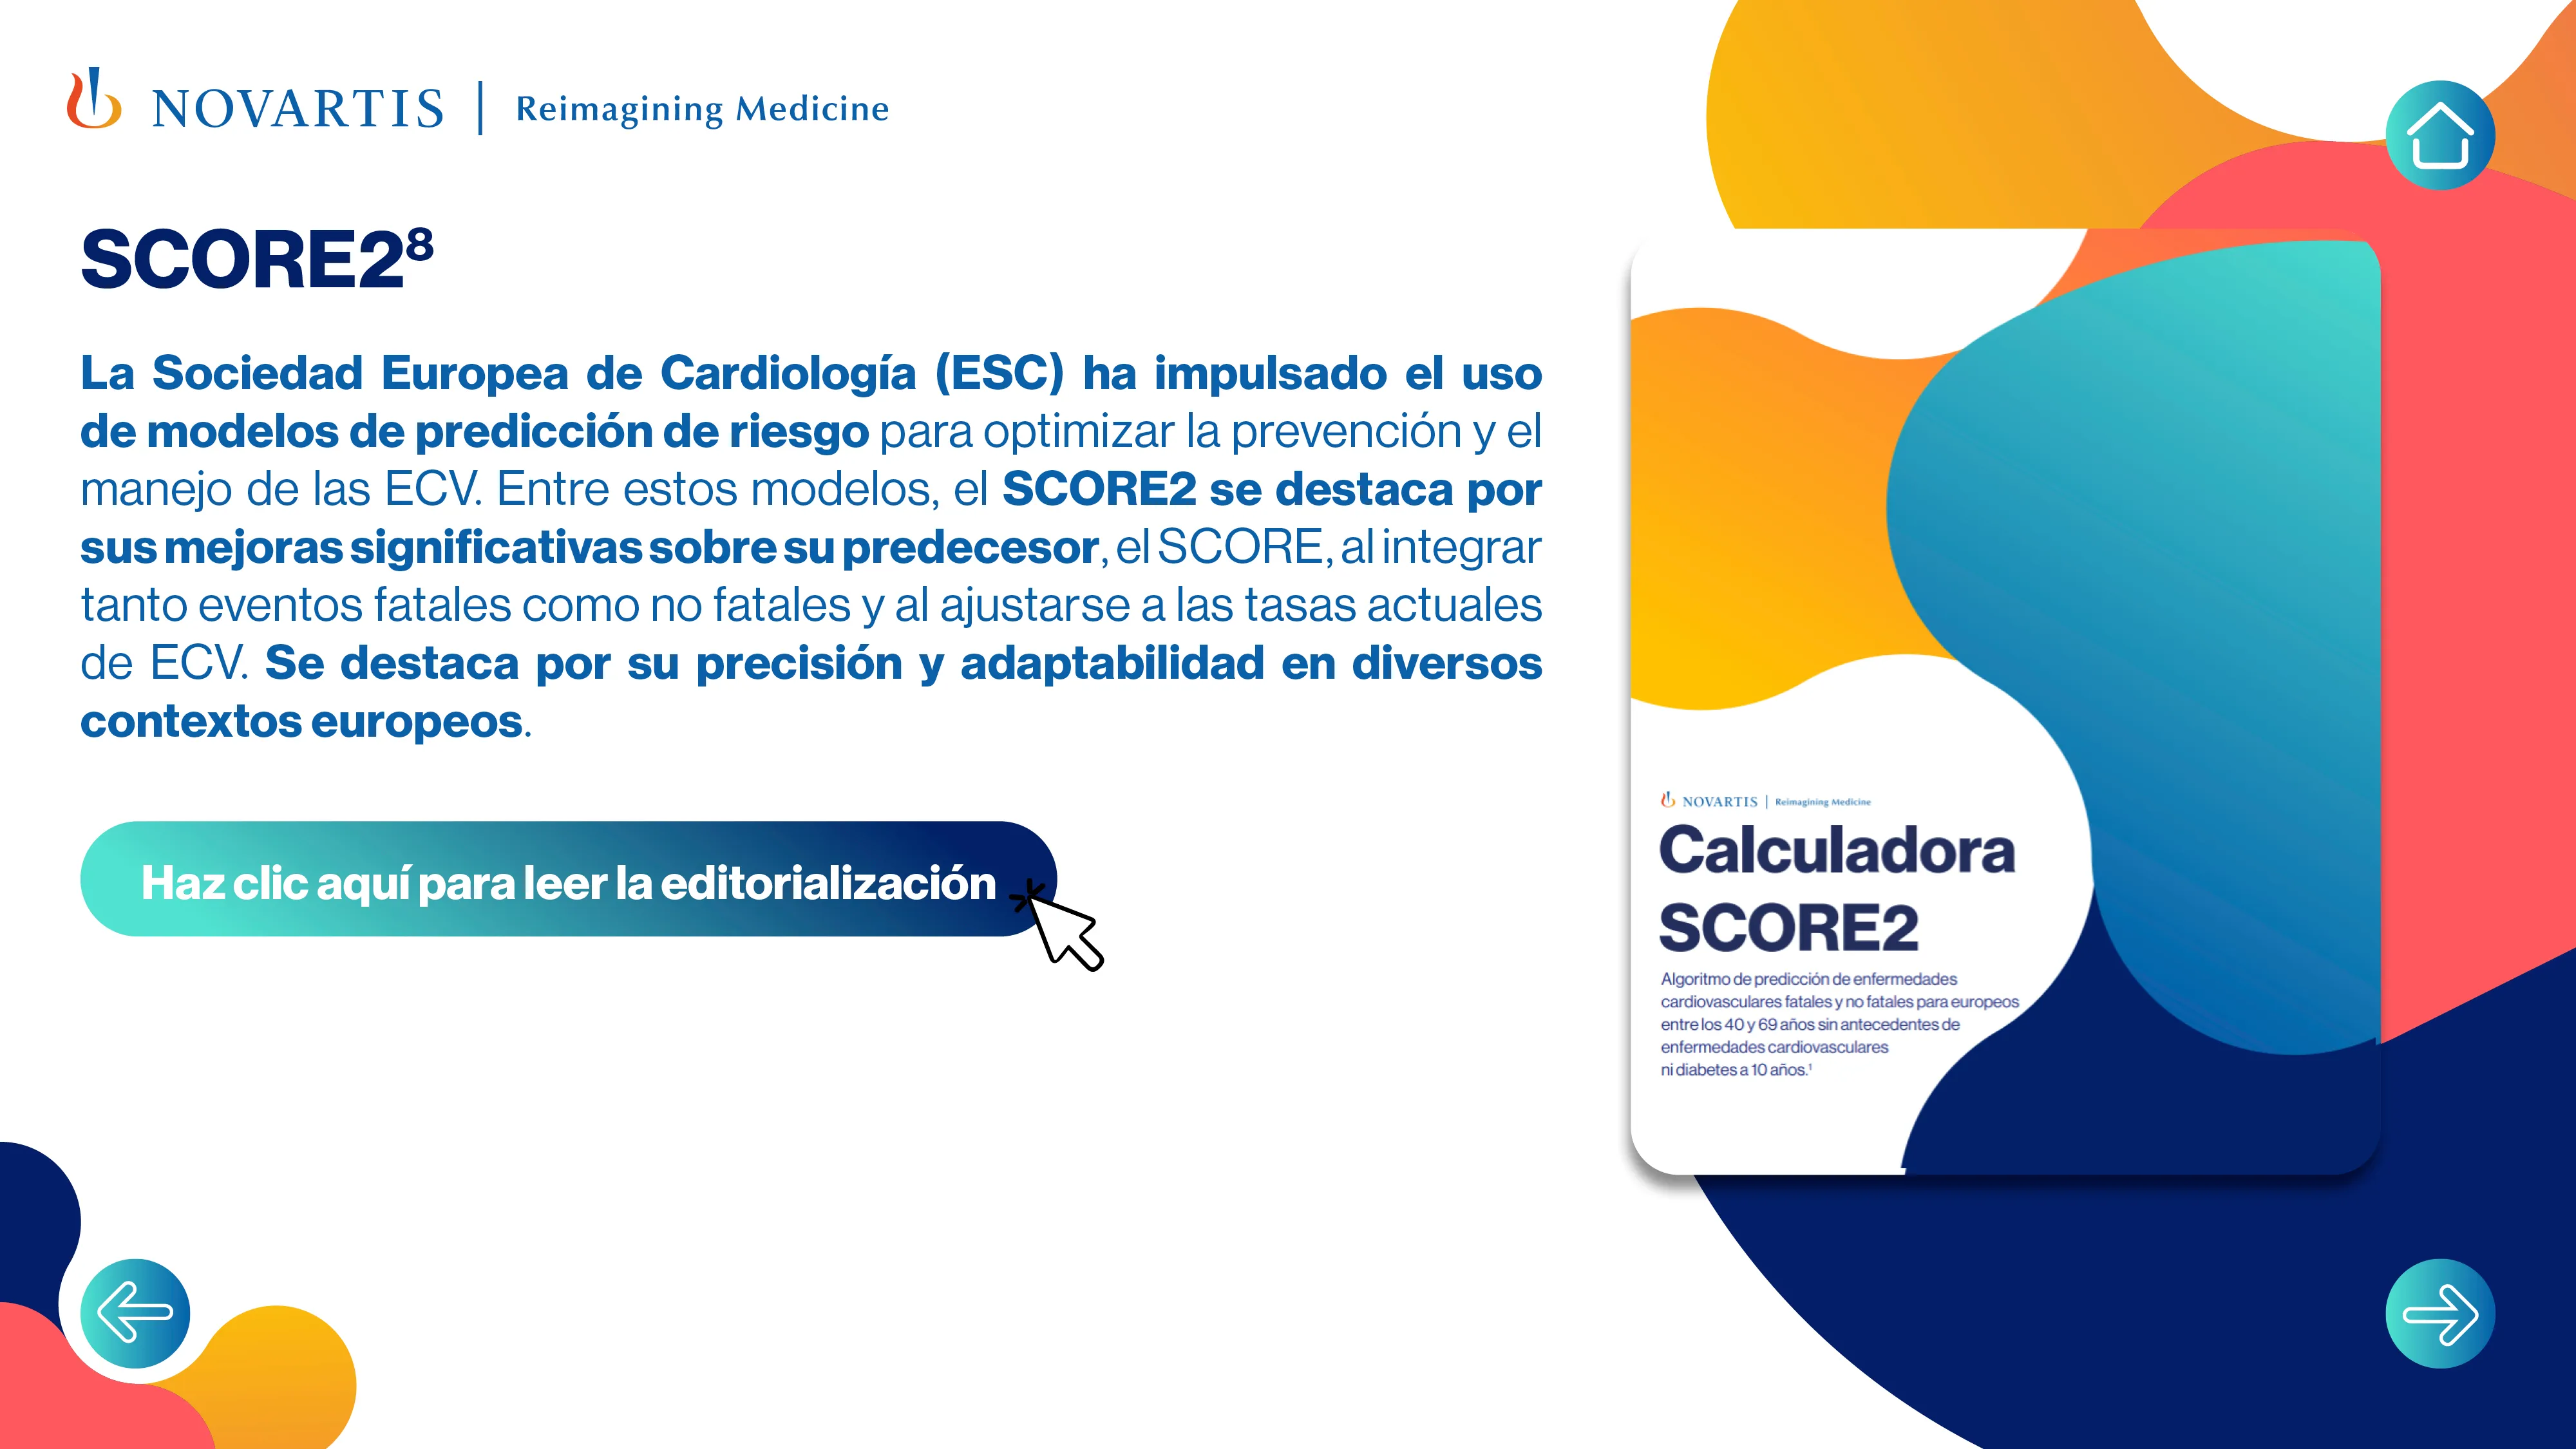 NOVARTIS | Reimagining Medicine
SCORE2⁸
La Sociedad Europea de Cardiología (ESC) ha impulsado el uso
de modelos de predicción de riesgo para optimizar la prevención y el
manejo de las ECV. Entre estos modelos, el SCORE2 se destaca por
sus mejoras significativas sobre su predecesor, el SCORE, al integrar
tanto eventos fatales como no fatales y al ajustarse a las tasas actuales
de ECV. Se destaca por su precisión y adaptabilidad en diversos
contextos europeos.
Haz clic aquí para leer la editorialización
NOVARTIS | Reimagining Medicine
Calculadora
SCORE2
Algoritmo de predicción de enfermedades
cardiovasculares fatales y no fatales para europeos
entre los 40 y 69 años sin antecedentes de
enfermedades cardiovasculares
ni diabetes a 10 años.¹